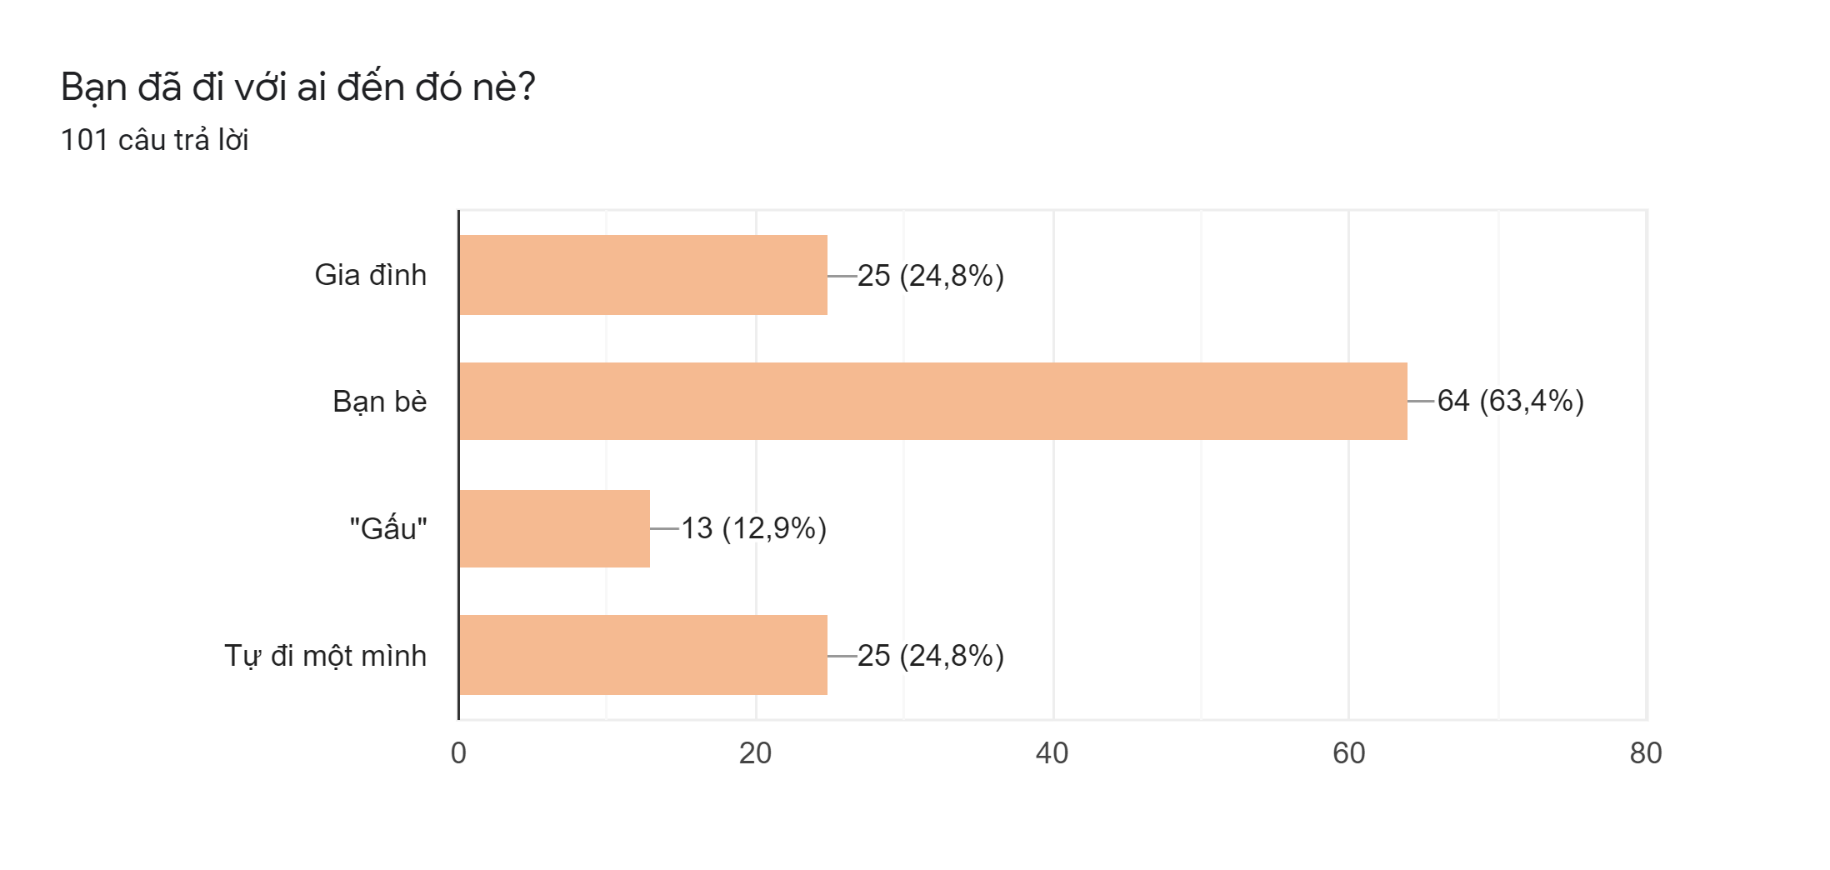 Bạn đã đi với ai đến đó nè?
101 câu trả lời
Gia đình
25 (24,8%)
Bạn bè
64 (63,4%)
"Gấu"
13 (12,9%)
Tự đi một mình
25 (24,8%)
0 20 40 60 80